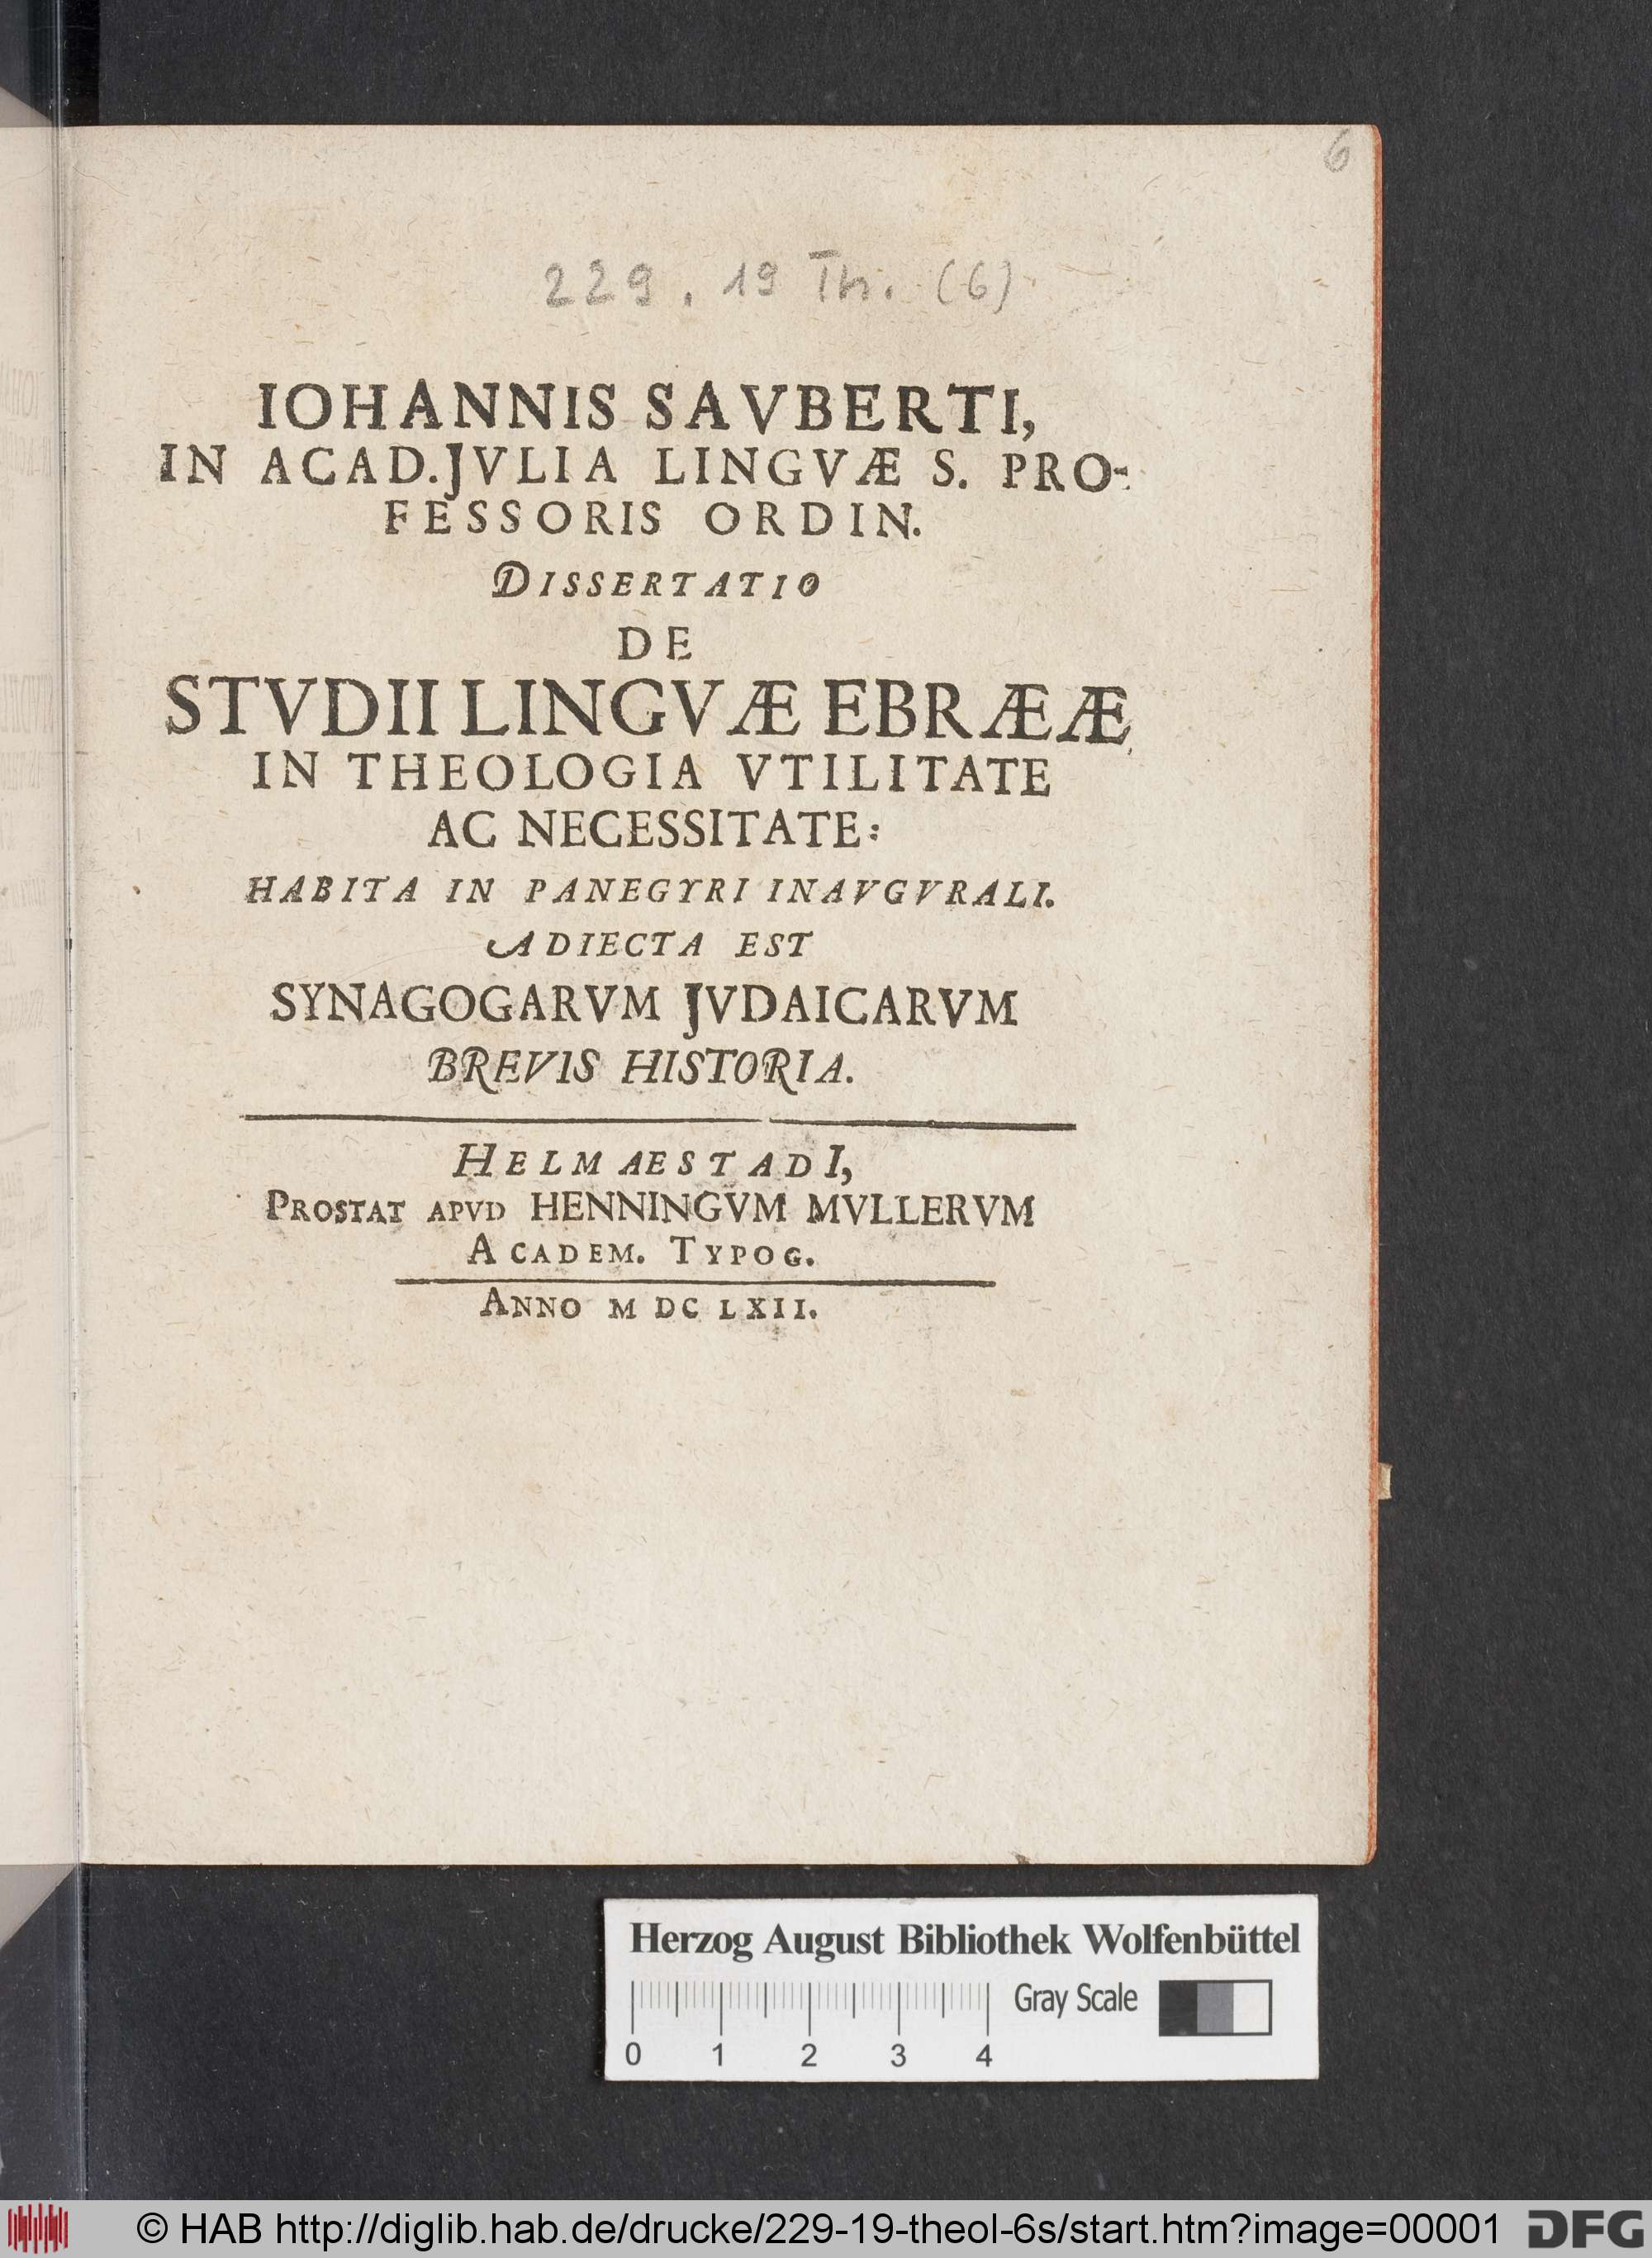 6
229. 19 Th. (6)
IOHANNIS SAVBERTI,
IN ACAD. JVLIA LINGVÆ S. PRO-
FESSORIS ORDIN.
DISSERTATIO
DE
STVDII LINGVÆ EBRÆÆ
IN THEOLOGIA VTILITATE
AC NECESSITATE:
HABITA IN PANEGYRI INAVGVRALI.
ADIECTA EST
SYNAGOGARVM JVDAICARVM
BREVIS HISTORIA.
HELMAESTADI,
PROSTAT APVD HENNINGVM MVLLERVM
ACADEM. TYPOG.
ANNO M DC LXII.
Herzog August Bibliothek Wolfenbüttel
Gray Scale
0 1 2 3 4
© HAB http://diglib.hab.de/drucke/229-19-theol-6s/start.htm?image=00001 DFG